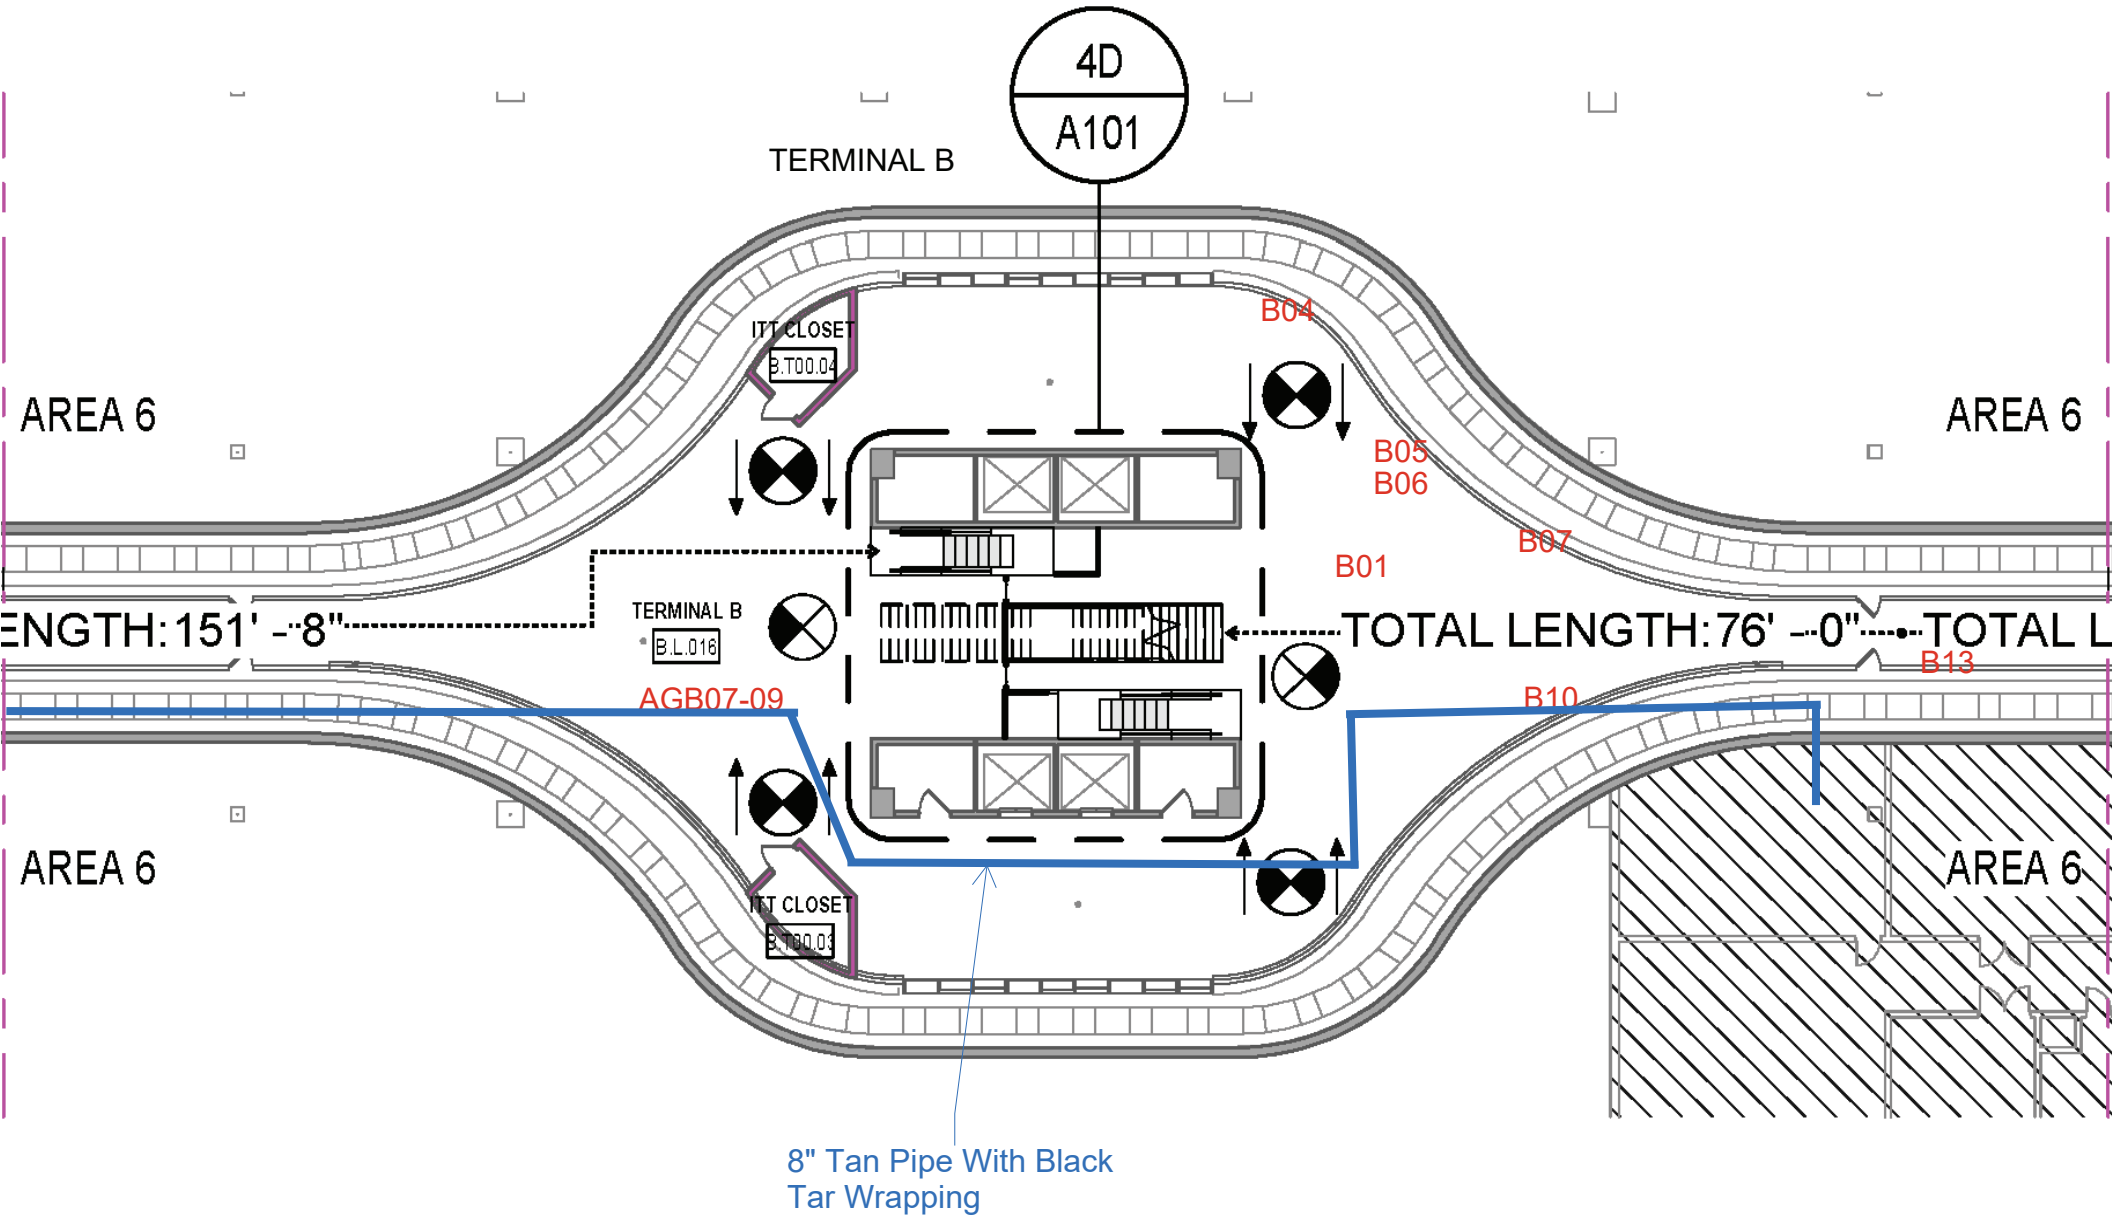 4D
A101
TERMINAL B
B04
ITT CLOSET
B.T00.04
AREA 6
AREA 6
B05
B06
B07
B01
TERMINAL B
ENGTH: 151' - 8"
B.L.016
TOTAL LENGTH: 76' - 0"
TOTAL L
B13
AGB07-09
B10
AREA 6
AREA 6
ITT CLOSET
B.T00.03
8" Tan Pipe With Black
Tar Wrapping